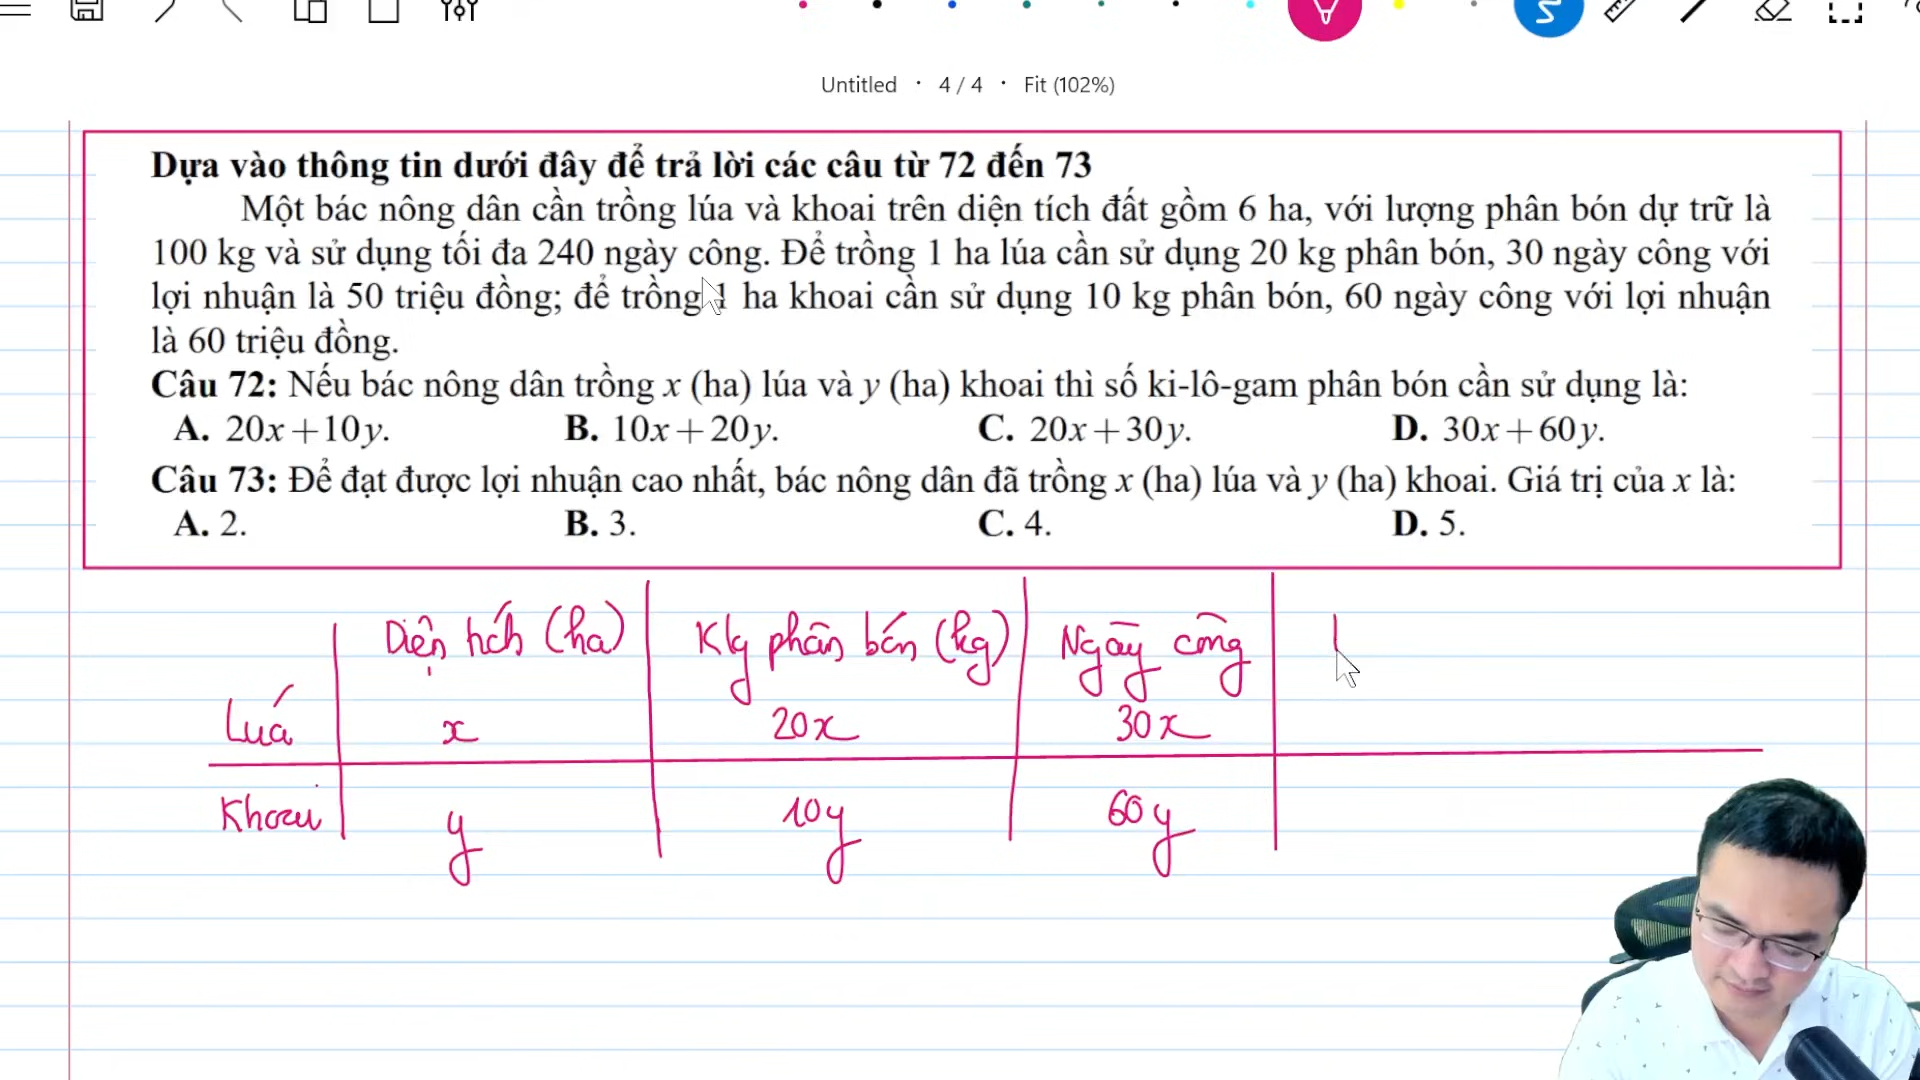 Untitled · 4 / 4 · Fit (102%)
Dựa vào thông tin dưới đây để trả lời các câu từ 72 đến 73
Một bác nông dân cần trồng lúa và khoai trên diện tích đất gồm 6 ha, với lượng phân bón dự trữ là
100 kg và sử dụng tối đa 240 ngày công. Để trồng 1 ha lúa cần sử dụng 20 kg phân bón, 30 ngày công với
lợi nhuận là 50 triệu đồng; để trồng 1 ha khoai cần sử dụng 10 kg phân bón, 60 ngày công với lợi nhuận
là 60 triệu đồng.
Câu 72: Nếu bác nông dân trồng x (ha) lúa và y (ha) khoai thì số ki-lô-gam phân bón cần sử dụng là:
A. 20x+10y. B. 10x+20y. C. 20x+30y. D. 30x+60y.
Câu 73: Để đạt được lợi nhuận cao nhất, bác nông dân đã trồng x (ha) lúa và y (ha) khoai. Giá trị của x là:
A. 2. B. 3. C. 4. D. 5.
Diện tích (ha) Klg phân bón (kg) Ngày công
Lúa x 20x 30x
Khoai y 10y 60y